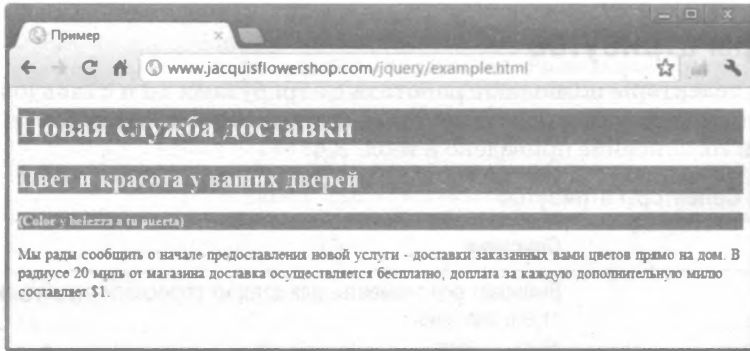 Пример
www.jacquisflowershop.com/jquery/example.html
Новая служба доставки
Цвет и красота у ваших дверей
(Color y belezza a tu puerta)
Мы рады сообщить о начале предоставления новой услуги - доставки заказанных вами цветов прямо на дом. В
радиусе 20 миль от магазина доставка осуществляется бесплатно, доплата за каждую дополнительную милю
составляет $1.